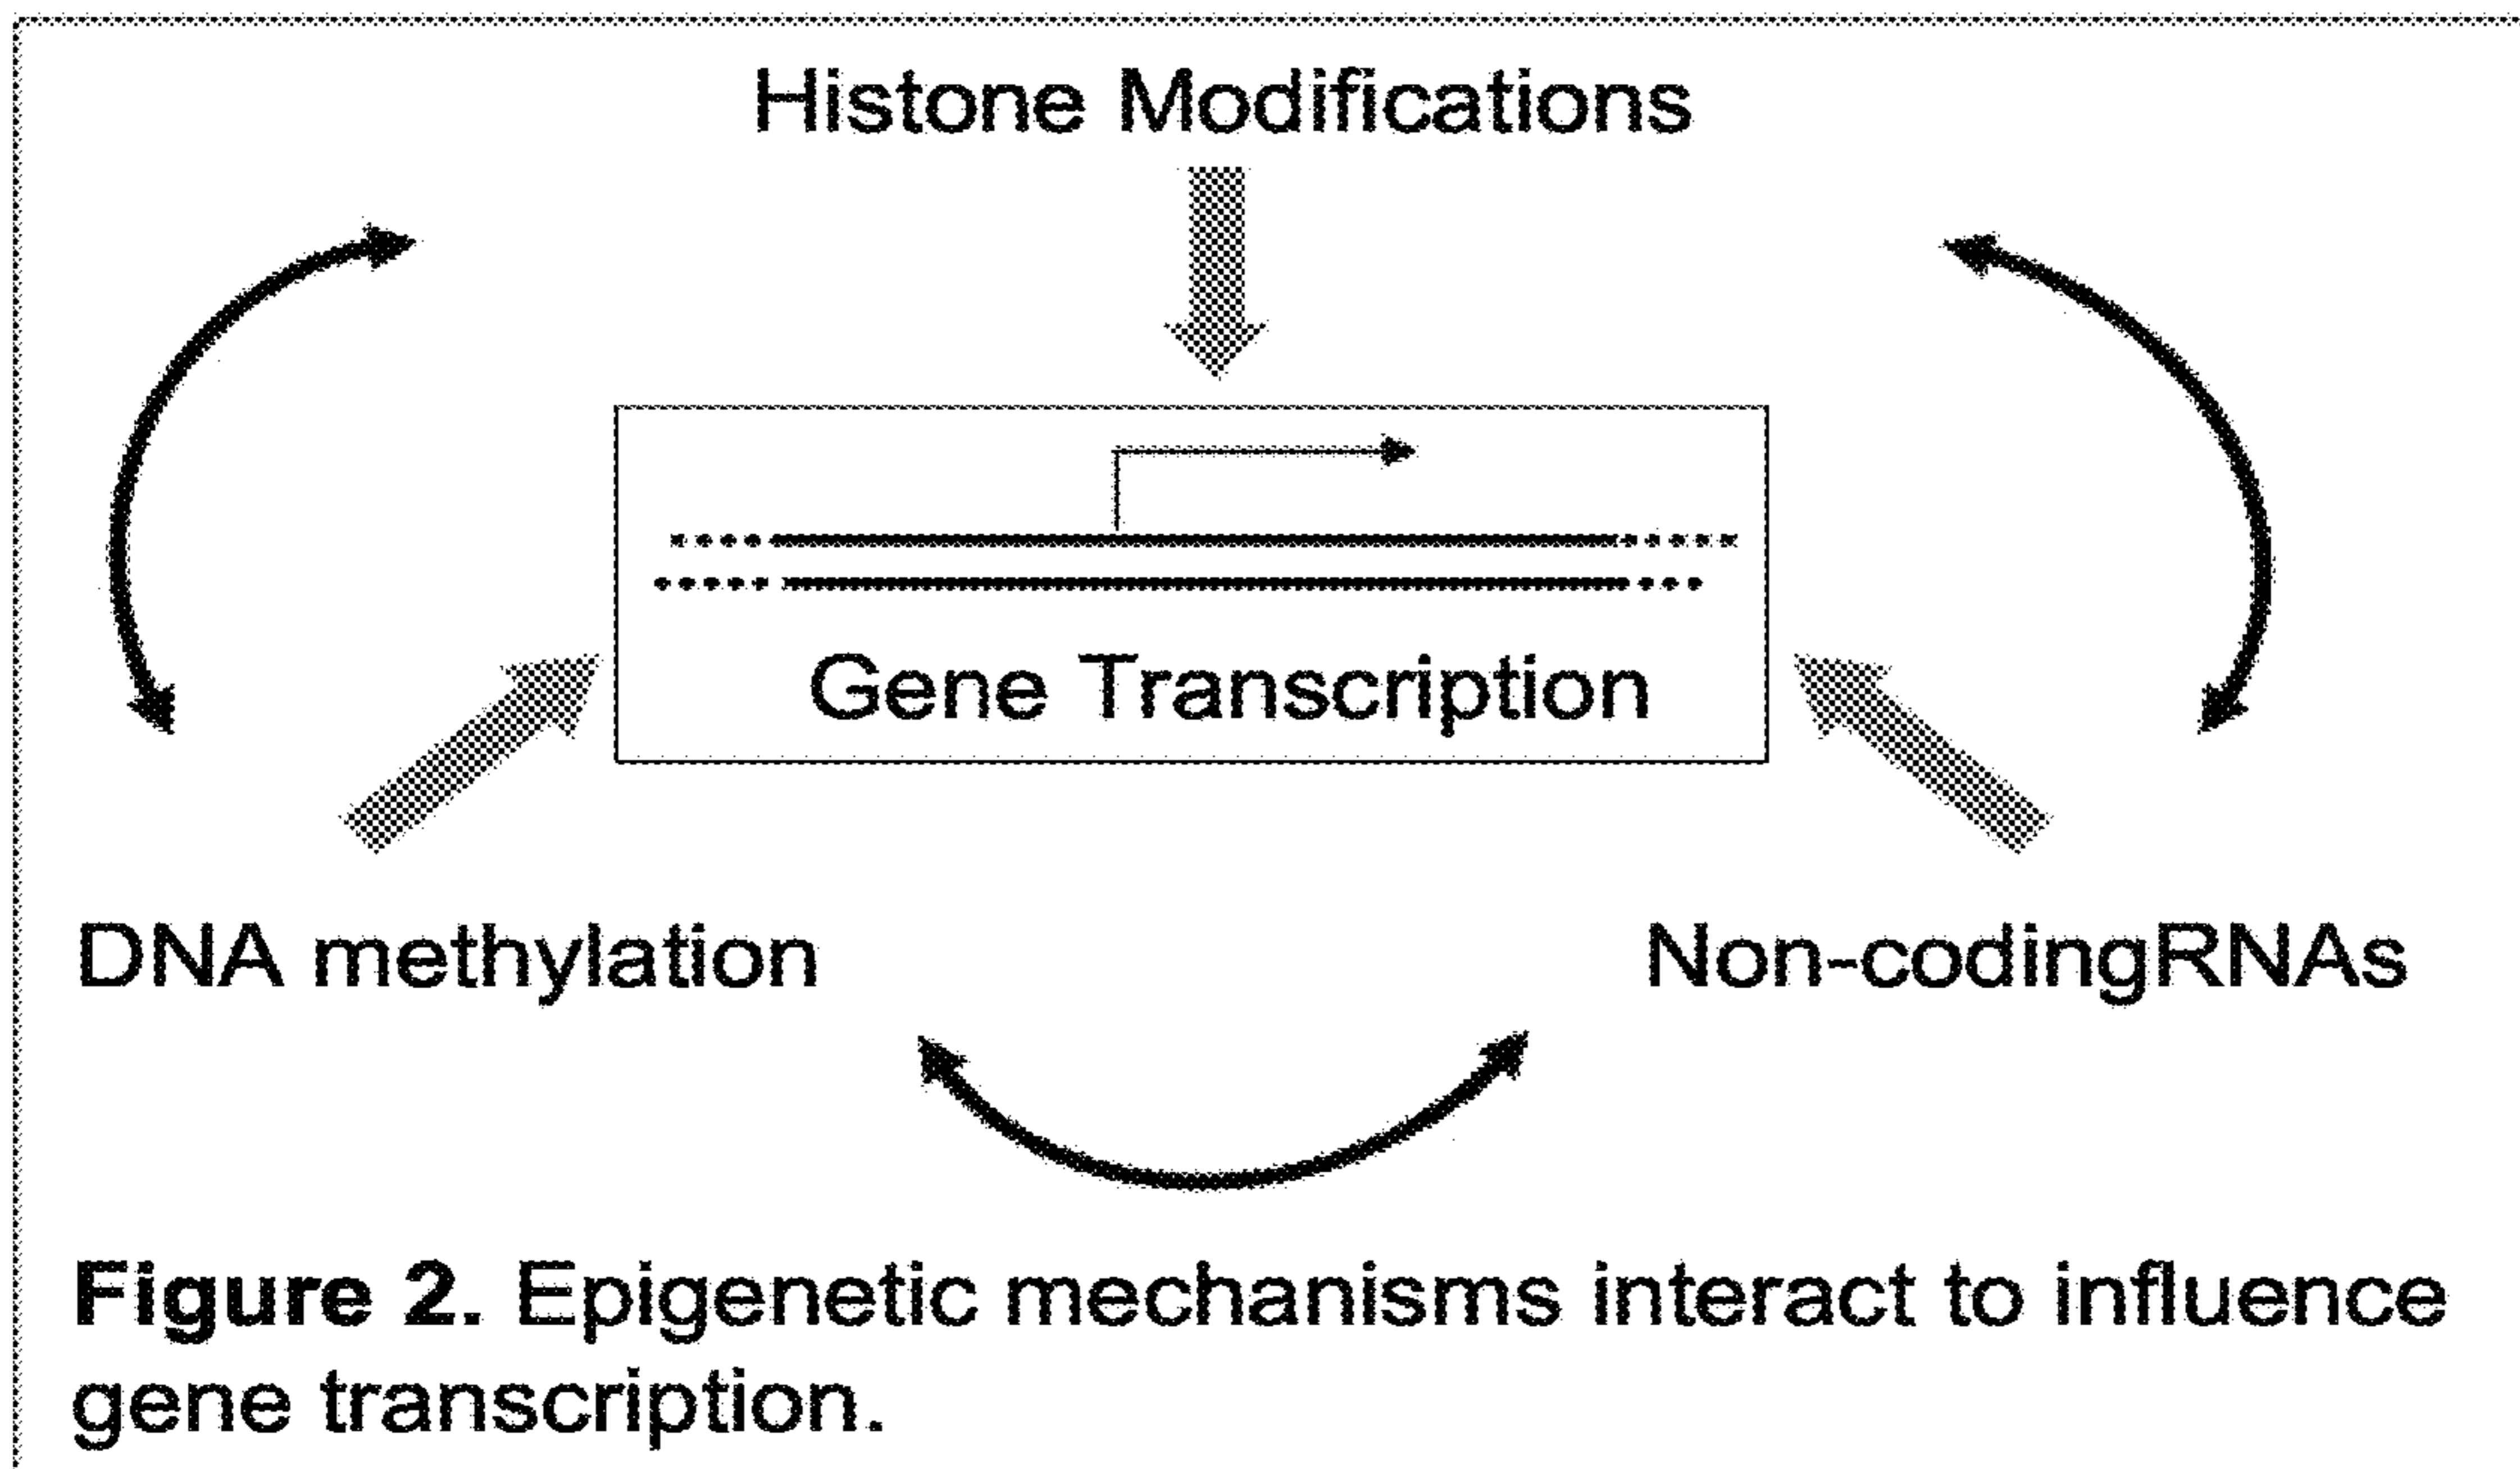 Histone Modifications
Gene Transcription
DNA methylation
Non-codingRNAs
Figure 2. Epigenetic mechanisms interact to influence
gene transcription.